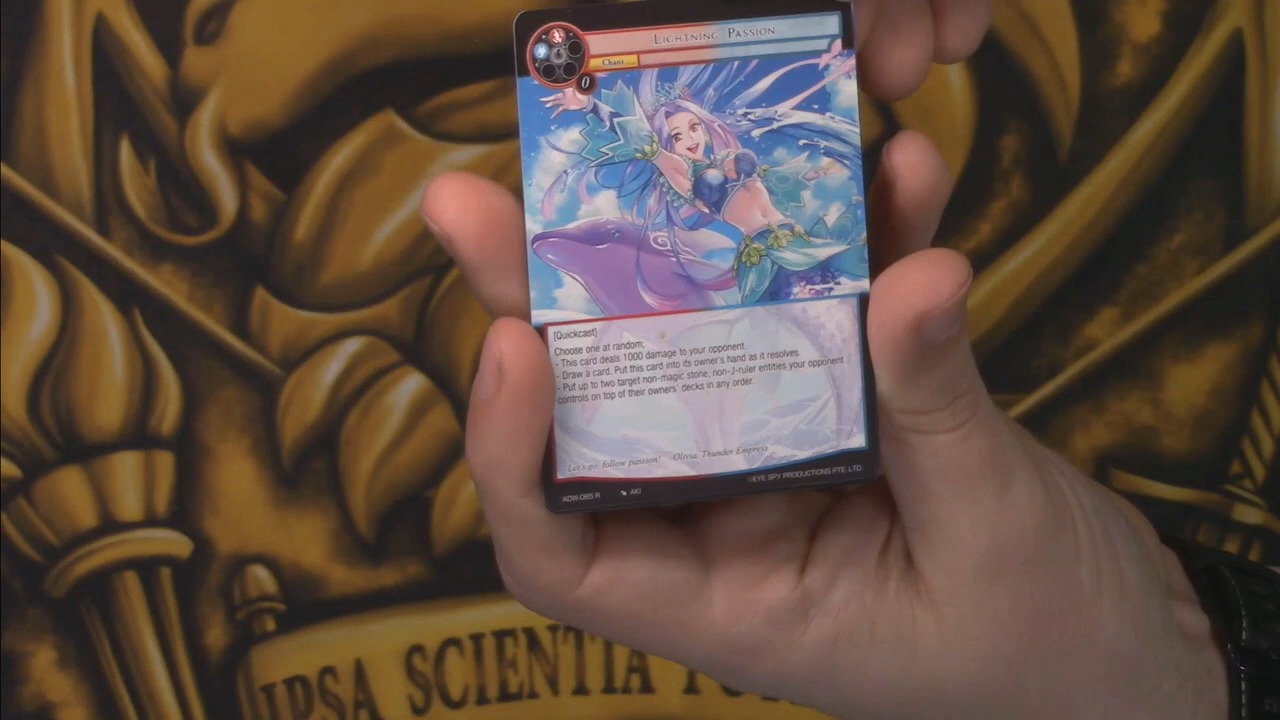 Lightning Passion
Chant
0
[Quickcast]
Choose one at random:
- This card deals 1000 damage to your opponent.
- Draw a card. Put this card into its owner's hand as it resolves.
- Put up to two target non-magic stone, non-J-ruler entities your opponent
controls on top of their owners' decks in any order.
"Let's go, follow passion!" Olivia, Thunder Empress
ADW-085 R AKI ©EYE SPY PRODUCTIONS PTE. LTD.
IPSA SCIENTIA